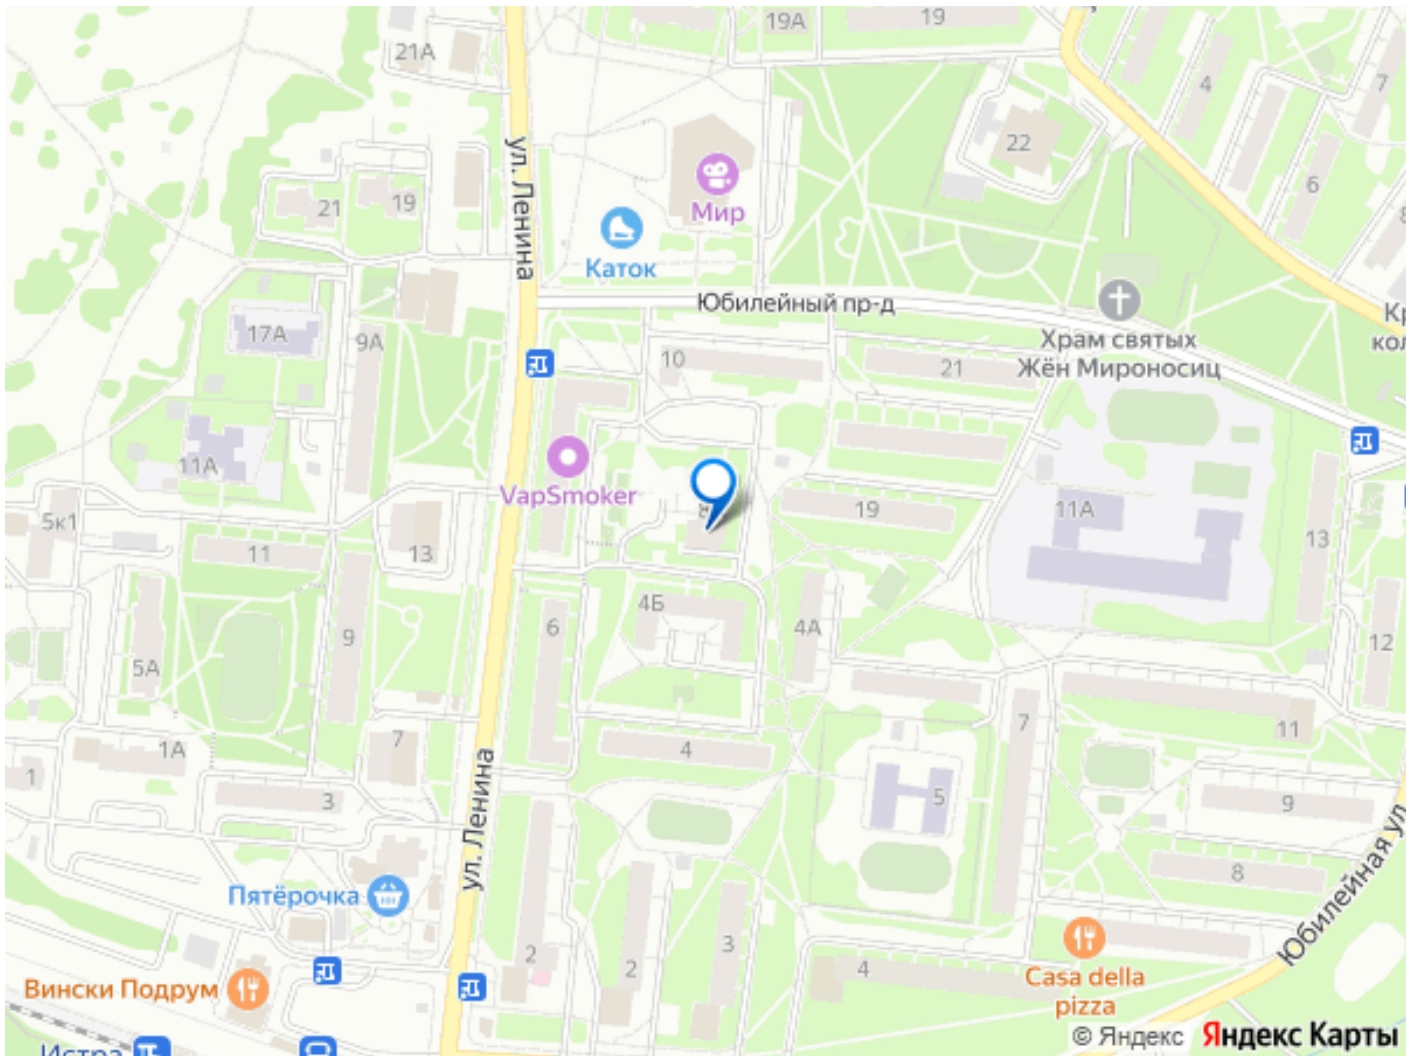 19А
19
21А
4
7
22
ул. Ленина
6
21
19
Мир
Каток
Юбилейный пр-д
17А
9А
10
21
Храм святых
Жён Мироносиц
11А
VapSmoker
5к1
11
13
19
11А
13
4Б
6
4А
9
12
5А
1А
7
4
7
11
1
3
5
9
ул. Ленина
8
Юбилейная ул.
Пятёрочка
2
2
3
4
Вински Подрум
Casa della
pizza
Истра
© Яндекс Яндекс Карты